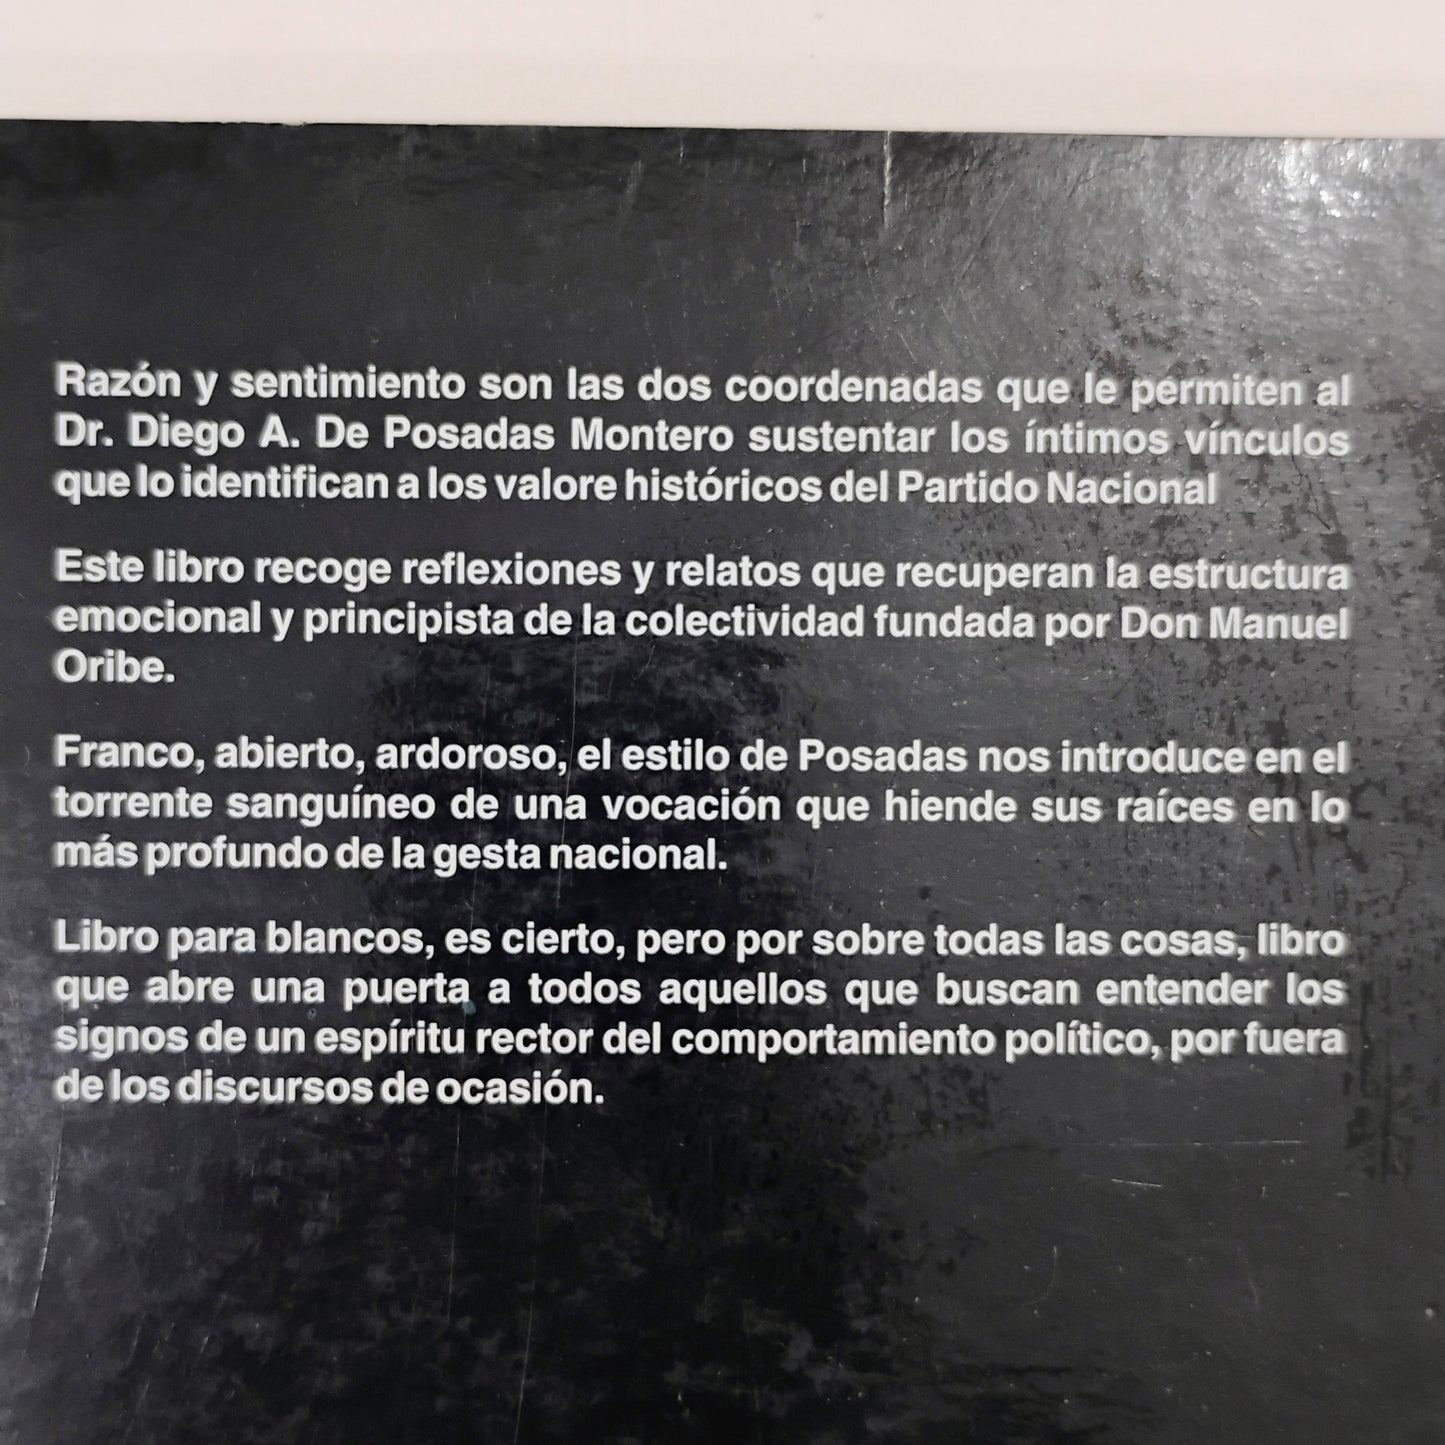 Razón y sentimiento son las dos coordenadas que le permiten al
Dr. Diego A. De Posadas Montero sustentar los íntimos vínculos
que lo identifican a los valore históricos del Partido Nacional
Este libro recoge reflexiones y relatos que recuperan la estructura
emocional y principista de la colectividad fundada por Don Manuel
Oribe.
Franco, abierto, ardoroso, el estilo de Posadas nos introduce en el
torrente sanguíneo de una vocación que hiende sus raíces en lo
más profundo de la gesta nacional.
Libro para blancos, es cierto, pero por sobre todas las cosas, libro
que abre una puerta a todos aquellos que buscan entender los
signos de un espíritu rector del comportamiento político, por fuera
de los discursos de ocasión.